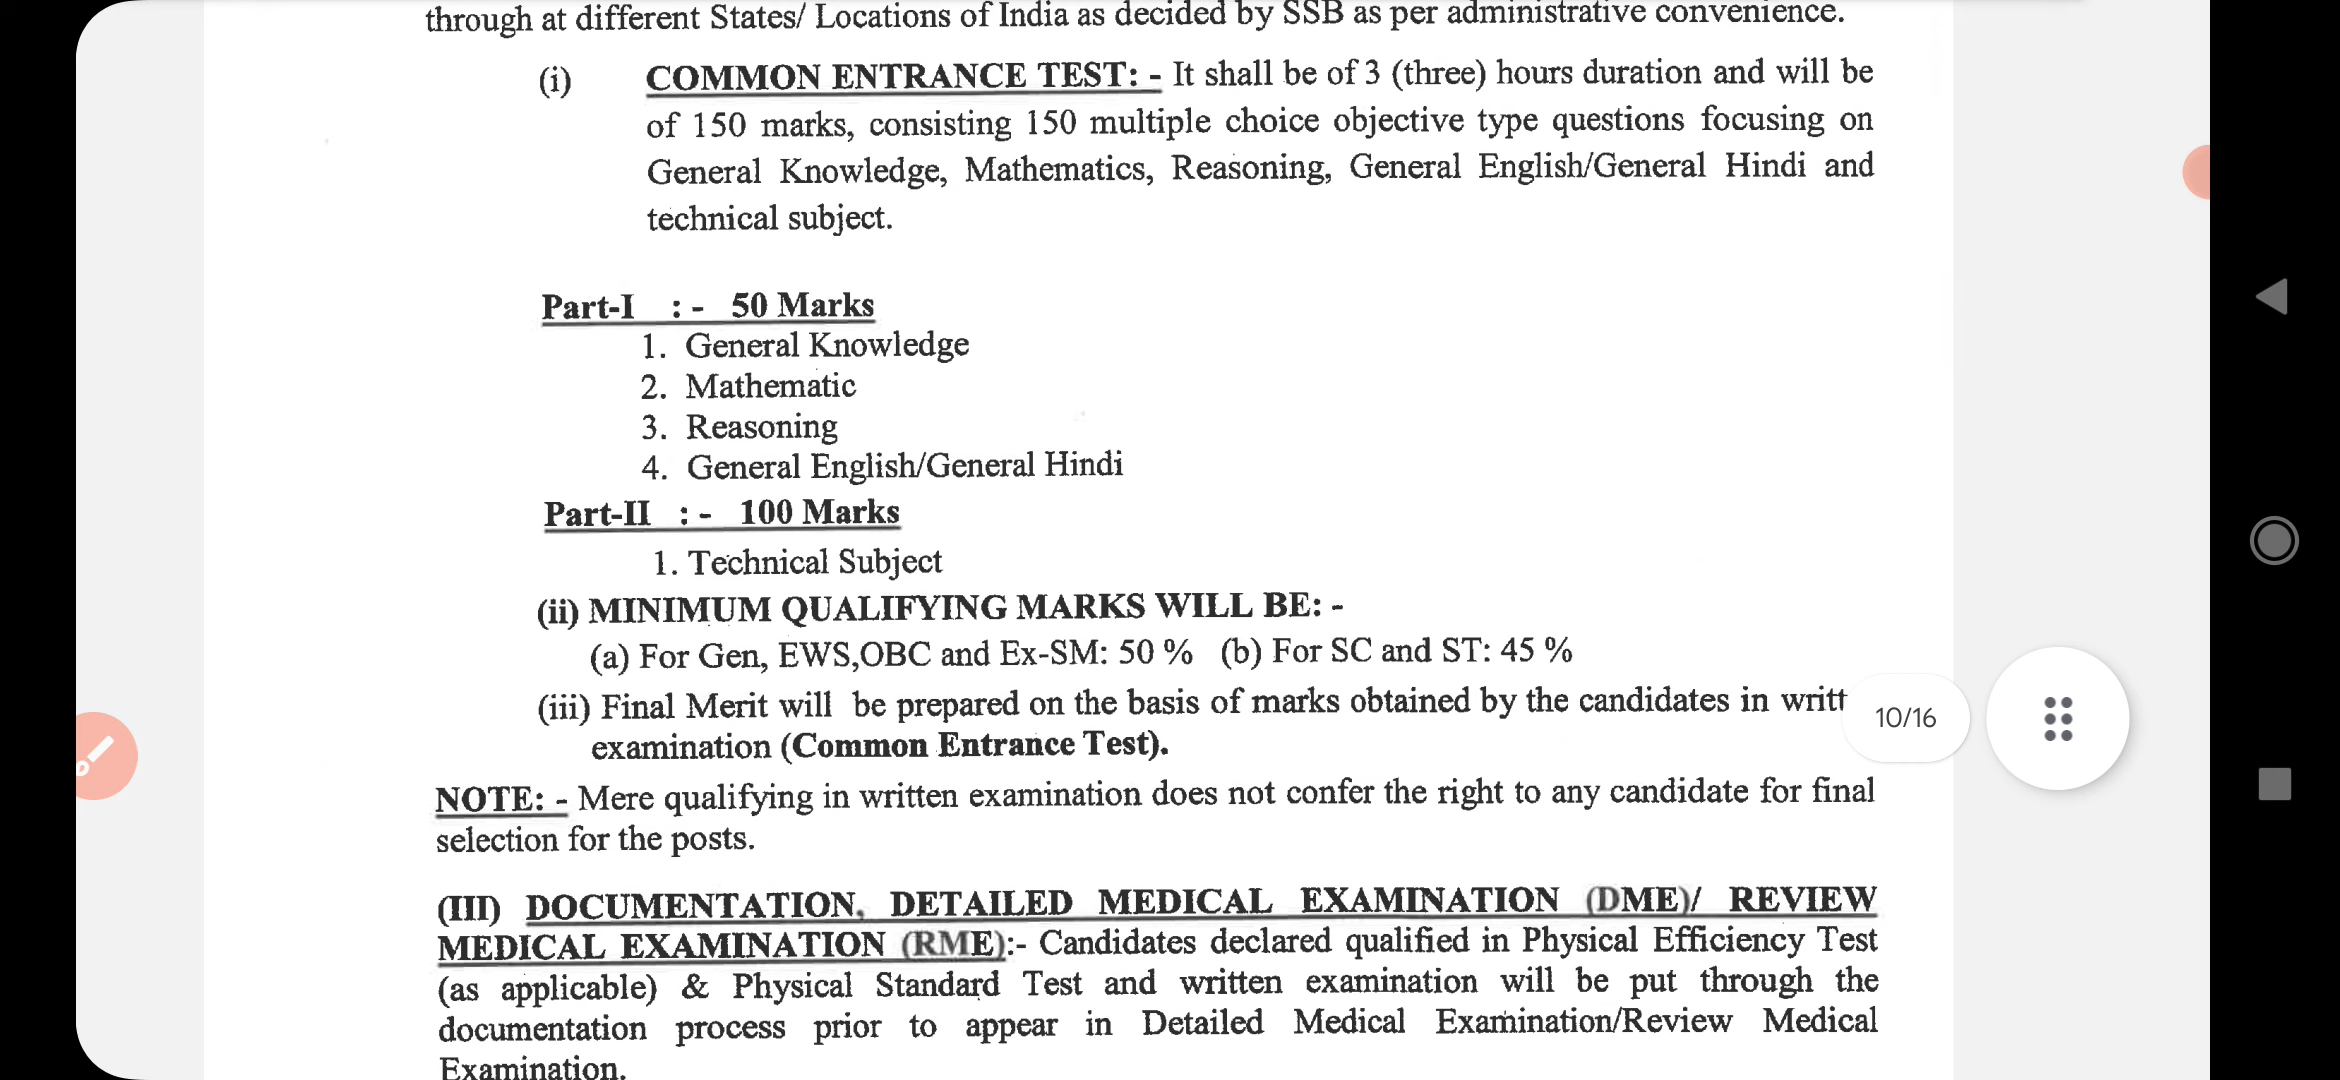 through at different States/ Locations of India as decided by SSB as per administrative convenience.
(i) COMMON ENTRANCE TEST: - It shall be of 3 (three) hours duration and will be
of 150 marks, consisting 150 multiple choice objective type questions focusing on
General Knowledge, Mathematics, Reasoning, General English/General Hindi and
technical subject.
Part-I : - 50 Marks
1. General Knowledge
2. Mathematic
3. Reasoning
4. General English/General Hindi
Part-II : - 100 Marks
1. Technical Subject
(ii) MINIMUM QUALIFYING MARKS WILL BE: -
(a) For Gen, EWS,OBC and Ex-SM: 50 % (b) For SC and ST: 45 %
(iii) Final Merit will be prepared on the basis of marks obtained by the candidates in writt
10/16
examination (Common Entrance Test).
NOTE: - Mere qualifying in written examination does not confer the right to any candidate for final
selection for the posts.
(III) DOCUMENTATION, DETAILED MEDICAL EXAMINATION (DME)/ REVIEW
MEDICAL EXAMINATION (RME):- Candidates declared qualified in Physical Efficiency Test
(as applicable) & Physical Standard Test and written examination will be put through the
documentation process prior to appear in Detailed Medical Examination/Review Medical
Examination.